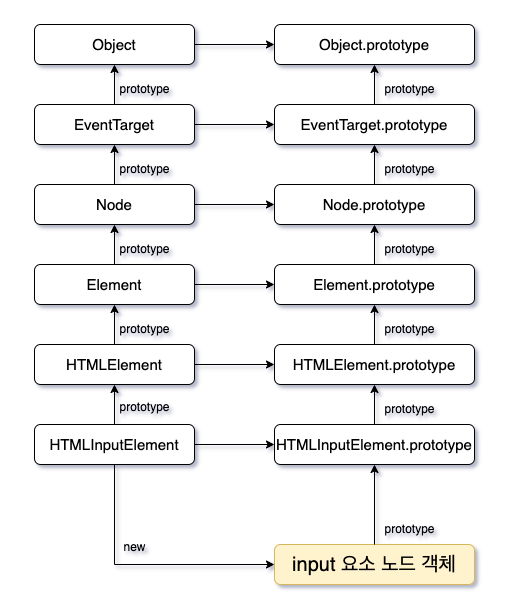 Object
Object.prototype
prototype
prototype
EventTarget
EventTarget.prototype
prototype
prototype
Node
Node.prototype
prototype
prototype
Element
Element.prototype
prototype
prototype
HTMLElement
HTMLElement.prototype
prototype
prototype
HTMLInputElement
HTMLInputElement.prototype
prototype
new
input 요소 노드 객체